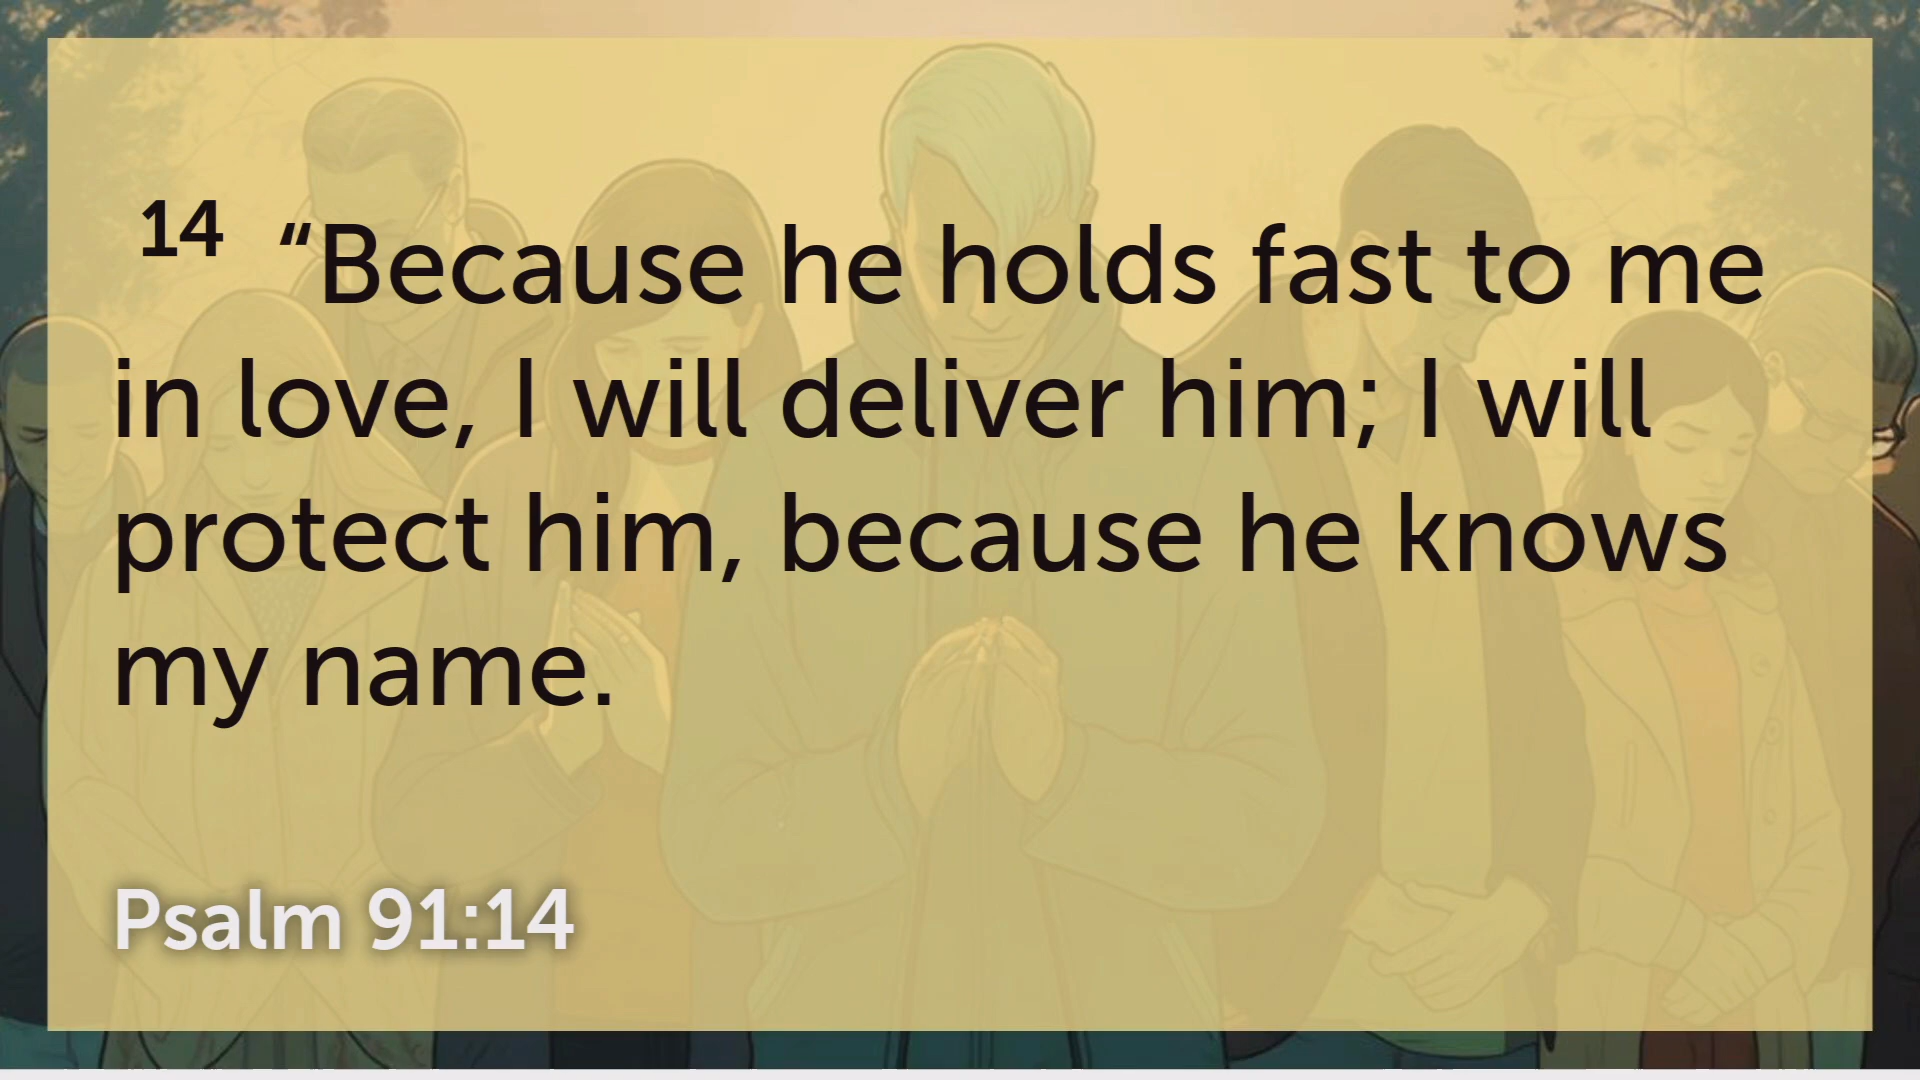 14 “Because he holds fast to me
in love, I will deliver him; I will
protect him, because he knows
my name.
Psalm 91:14